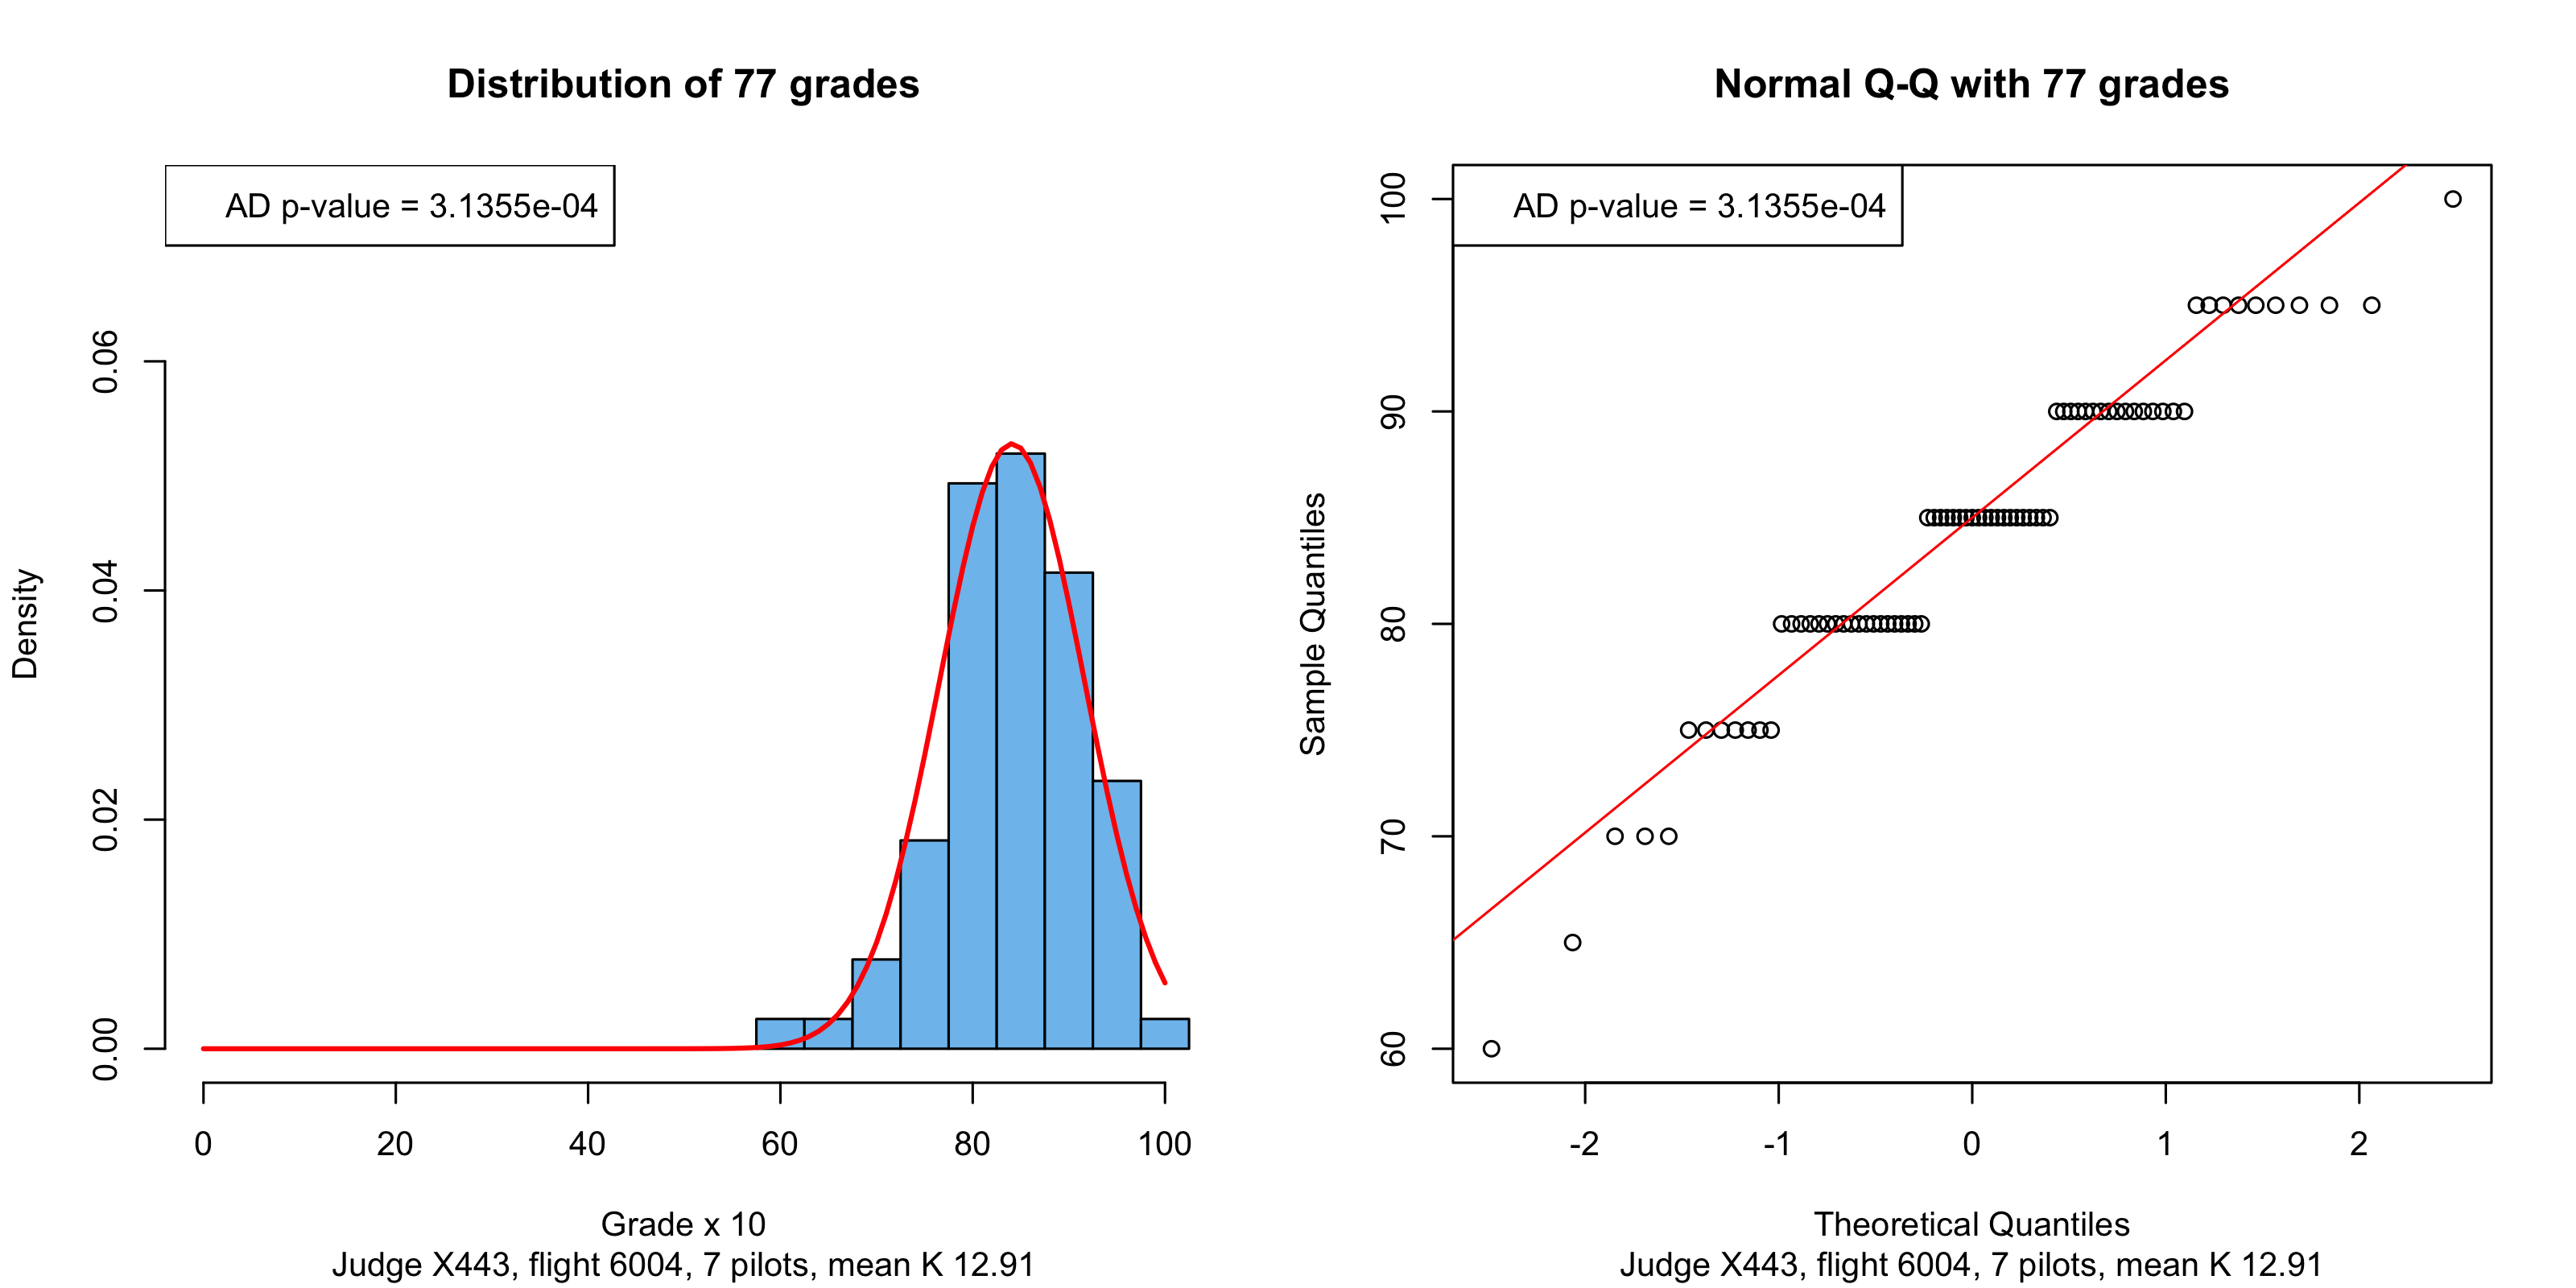 Distribution of 77 grades
AD p-value = 3.1355e-04
Density
0.00 0.02 0.04 0.06
0 20 40 60 80 100
Grade x 10
Judge X443, flight 6004, 7 pilots, mean K 12.91
Normal Q-Q with 77 grades
AD p-value = 3.1355e-04
Sample Quantiles
60 70 80 90 100
-2 -1 0 1 2
Theoretical Quantiles
Judge X443, flight 6004, 7 pilots, mean K 12.91